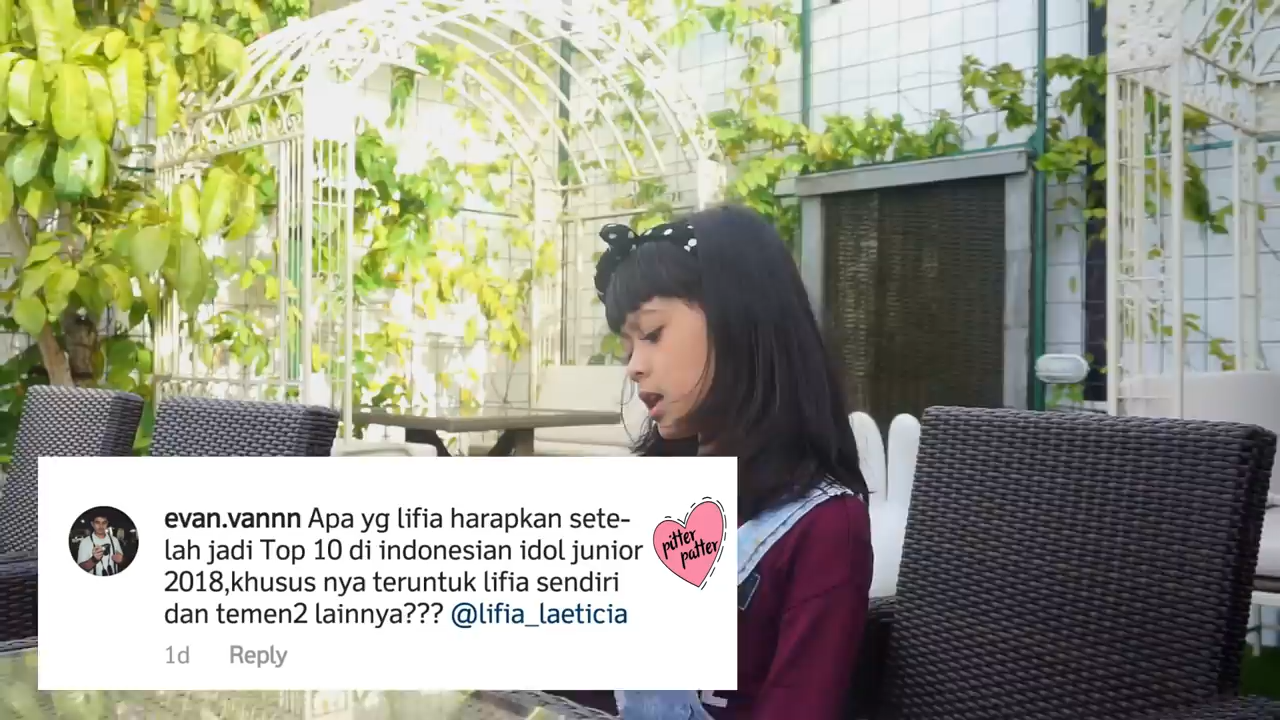 evan.vannn Apa yg lifia harapkan sete-
lah jadi Top 10 di indonesian idol junior
2018,khusus nya teruntuk lifia sendiri
dan temen2 lainnya??? @lifia_laeticia
1d Reply
pitter
patter